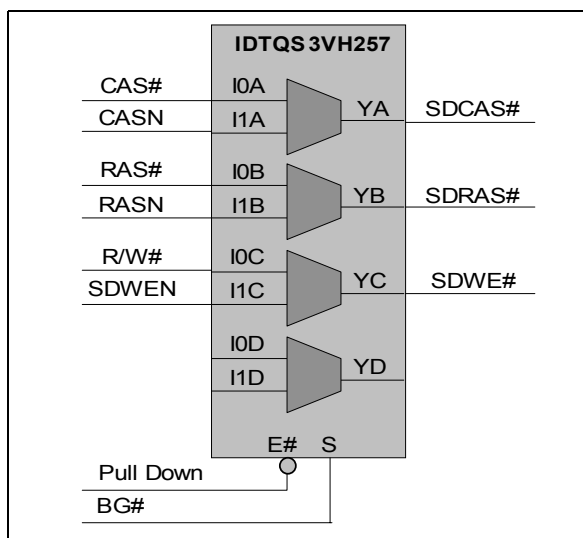 IDTQS3VH257
CAS# I0A
CASN I1A YA SDCAS#
RAS# I0B
RASN I1B YB SDRAS#
R/W# I0C
SDWEN I1C YC SDWE#
I0D
I1D YD
E# S
Pull Down
BG#